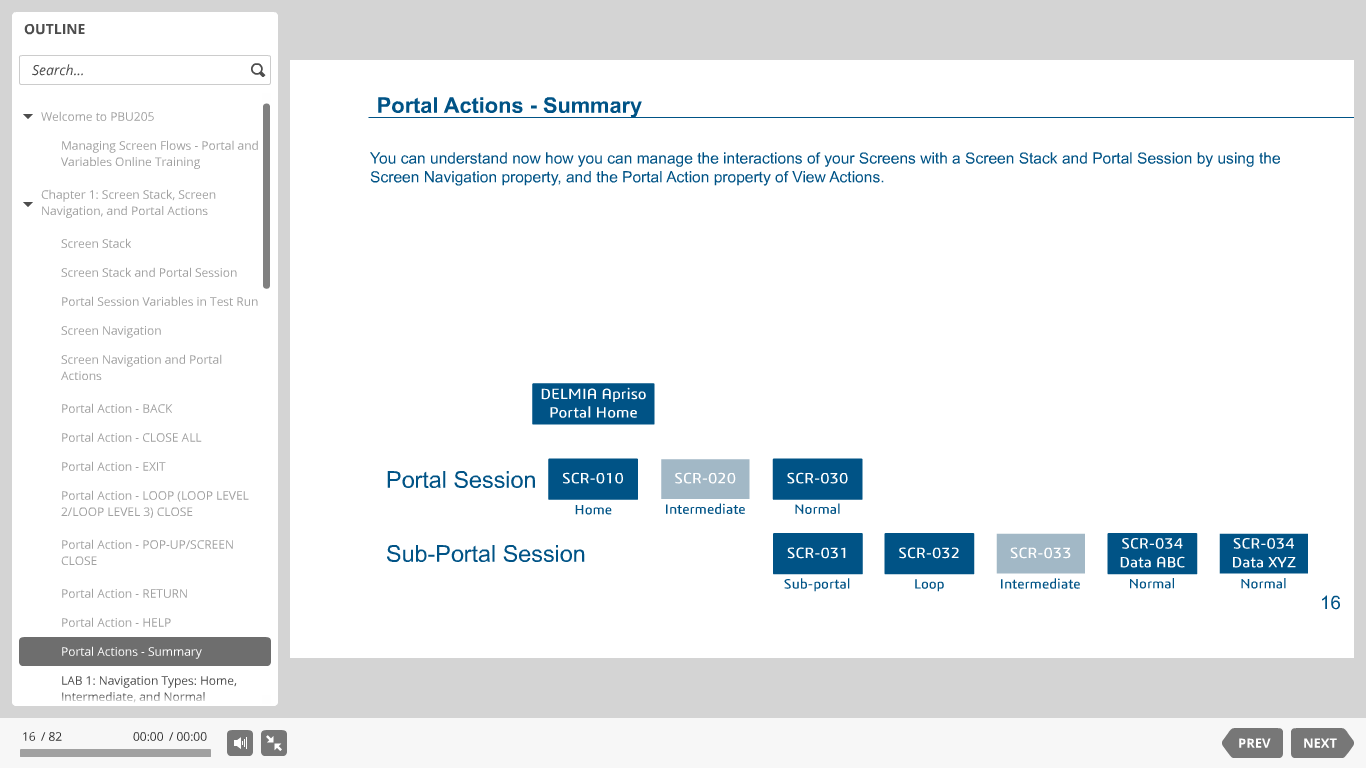 OUTLINE
Search...
Welcome to PBU205
Managing Screen Flows - Portal and
Variables Online Training
Chapter 1: Screen Stack, Screen
Navigation, and Portal Actions
Screen Stack
Screen Stack and Portal Session
Portal Session Variables in Test Run
Screen Navigation
Screen Navigation and Portal
Actions
Portal Action - BACK
Portal Action - CLOSE ALL
Portal Action - EXIT
Portal Action - LOOP (LOOP LEVEL
2/LOOP LEVEL 3) CLOSE
Portal Action - POP-UP/SCREEN
CLOSE
Portal Action - RETURN
Portal Action - HELP
Portal Actions - Summary
LAB 1: Navigation Types: Home,
Intermediate, and Normal
Portal Actions - Summary
You can understand now how you can manage the interactions of your Screens with a Screen Stack and Portal Session by using the
Screen Navigation property, and the Portal Action property of View Actions.
DELMIA Apriso
Portal Home
Portal Session
SCR-010
SCR-020
SCR-030
Home
Intermediate
Normal
Sub-Portal Session
SCR-031
SCR-032
SCR-033
SCR-034
Data ABC
SCR-034
Data XYZ
Sub-portal
Loop
Intermediate
Normal
Normal
16
16 / 82
00:00 / 00:00
PREV
NEXT